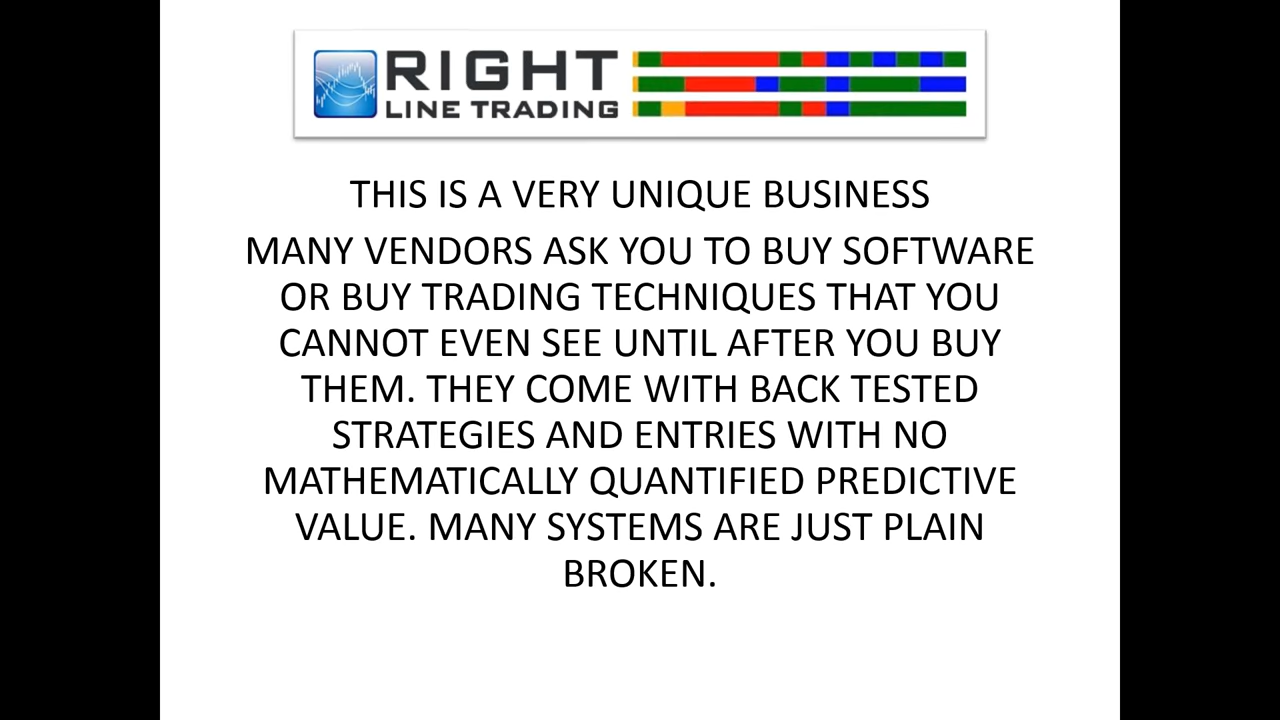 RIGHT
LINE TRADING
THIS IS A VERY UNIQUE BUSINESS
MANY VENDORS ASK YOU TO BUY SOFTWARE
OR BUY TRADING TECHNIQUES THAT YOU
CANNOT EVEN SEE UNTIL AFTER YOU BUY
THEM. THEY COME WITH BACK TESTED
STRATEGIES AND ENTRIES WITH NO
MATHEMATICALLY QUANTIFIED PREDICTIVE
VALUE. MANY SYSTEMS ARE JUST PLAIN
BROKEN.